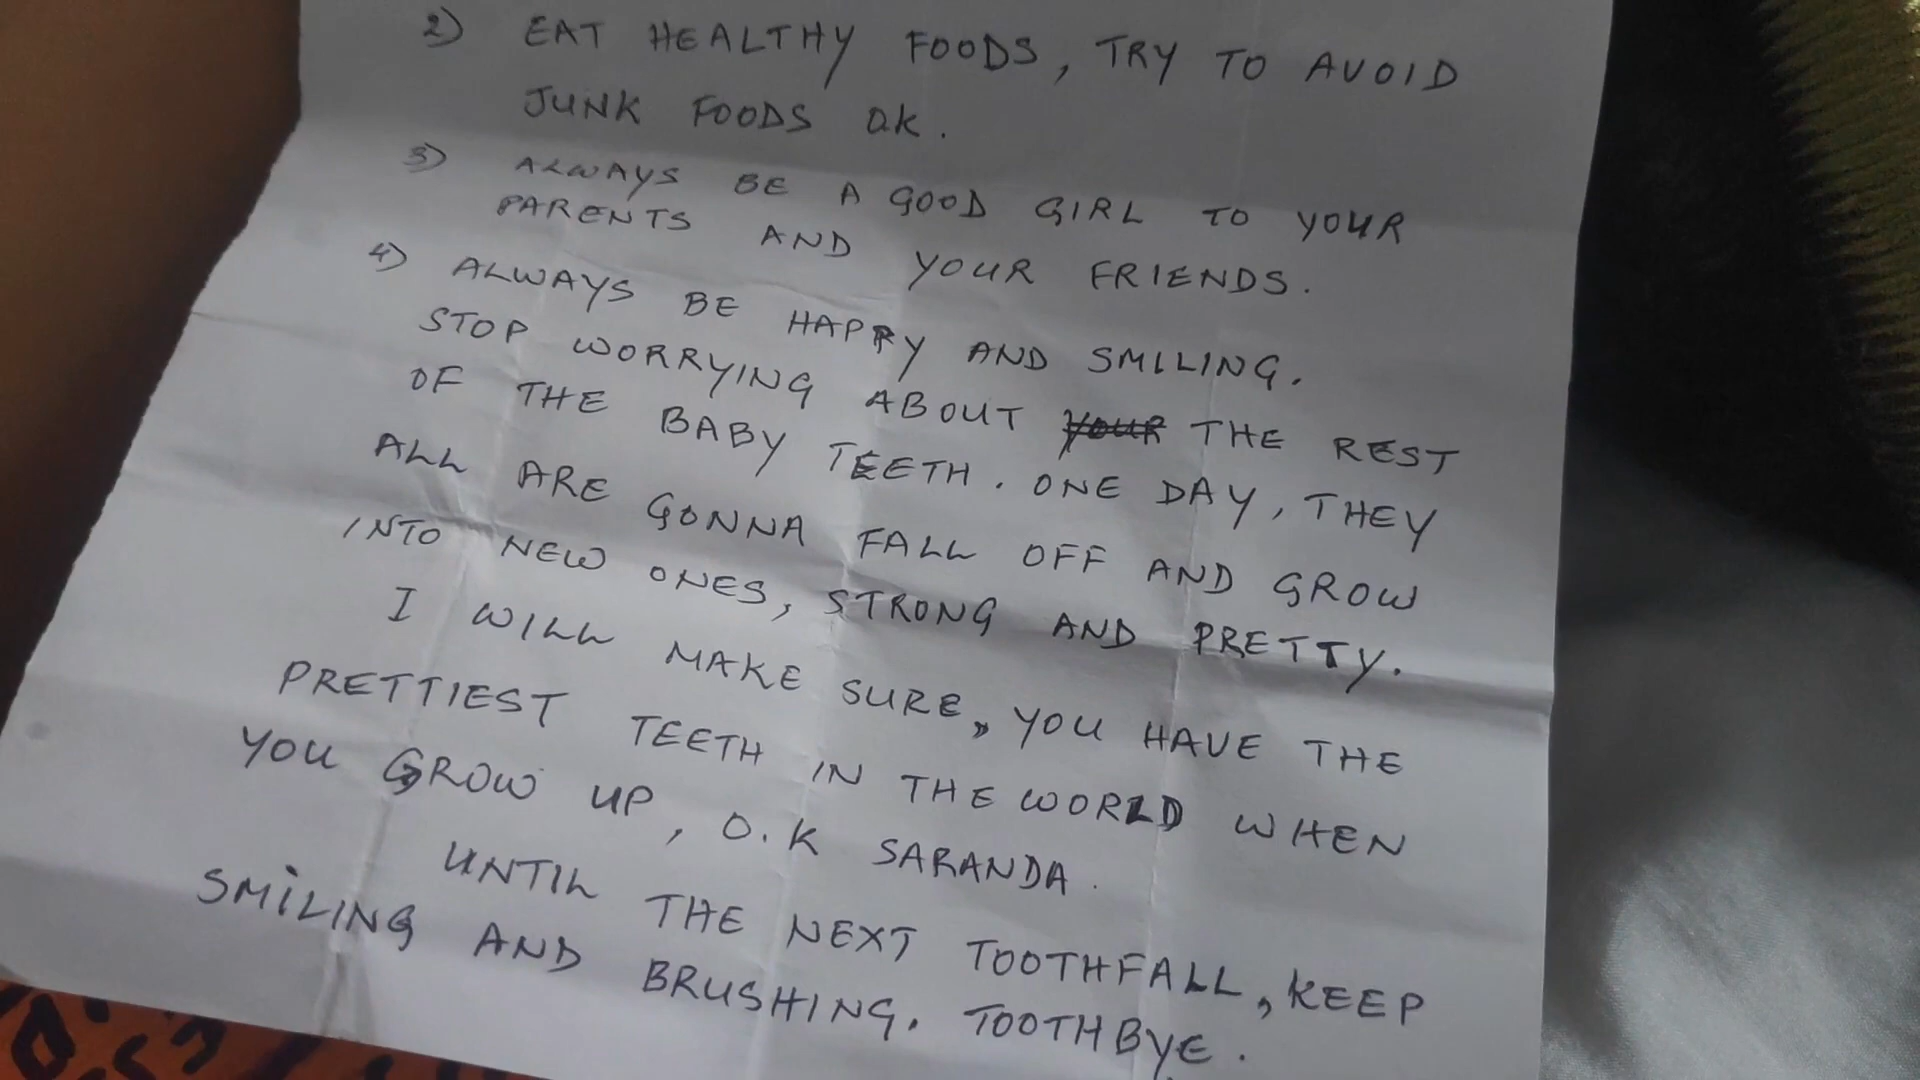 2) EAT HEALTHY FOODS, TRY TO AVOID
JUNK FOODS OK.
3) ALWAYS BE A GOOD GIRL TO YOUR
PARENTS AND YOUR FRIENDS.
4) ALWAYS BE HAPPY AND SMILING.
STOP WORRYING ABOUT YOUR THE REST
OF THE BABY TEETH. ONE DAY, THEY
ALL ARE GONNA FALL OFF AND GROW
INTO NEW ONES, STRONG AND PRETTY.
I WILL MAKE SURE, YOU HAVE THE
PRETTIEST TEETH IN THE WORLD WHEN
YOU GROW UP, O.K SARANDA.
UNTIL THE NEXT TOOTHFALL, KEEP
SMILING AND BRUSHING. TOOTHBYE.